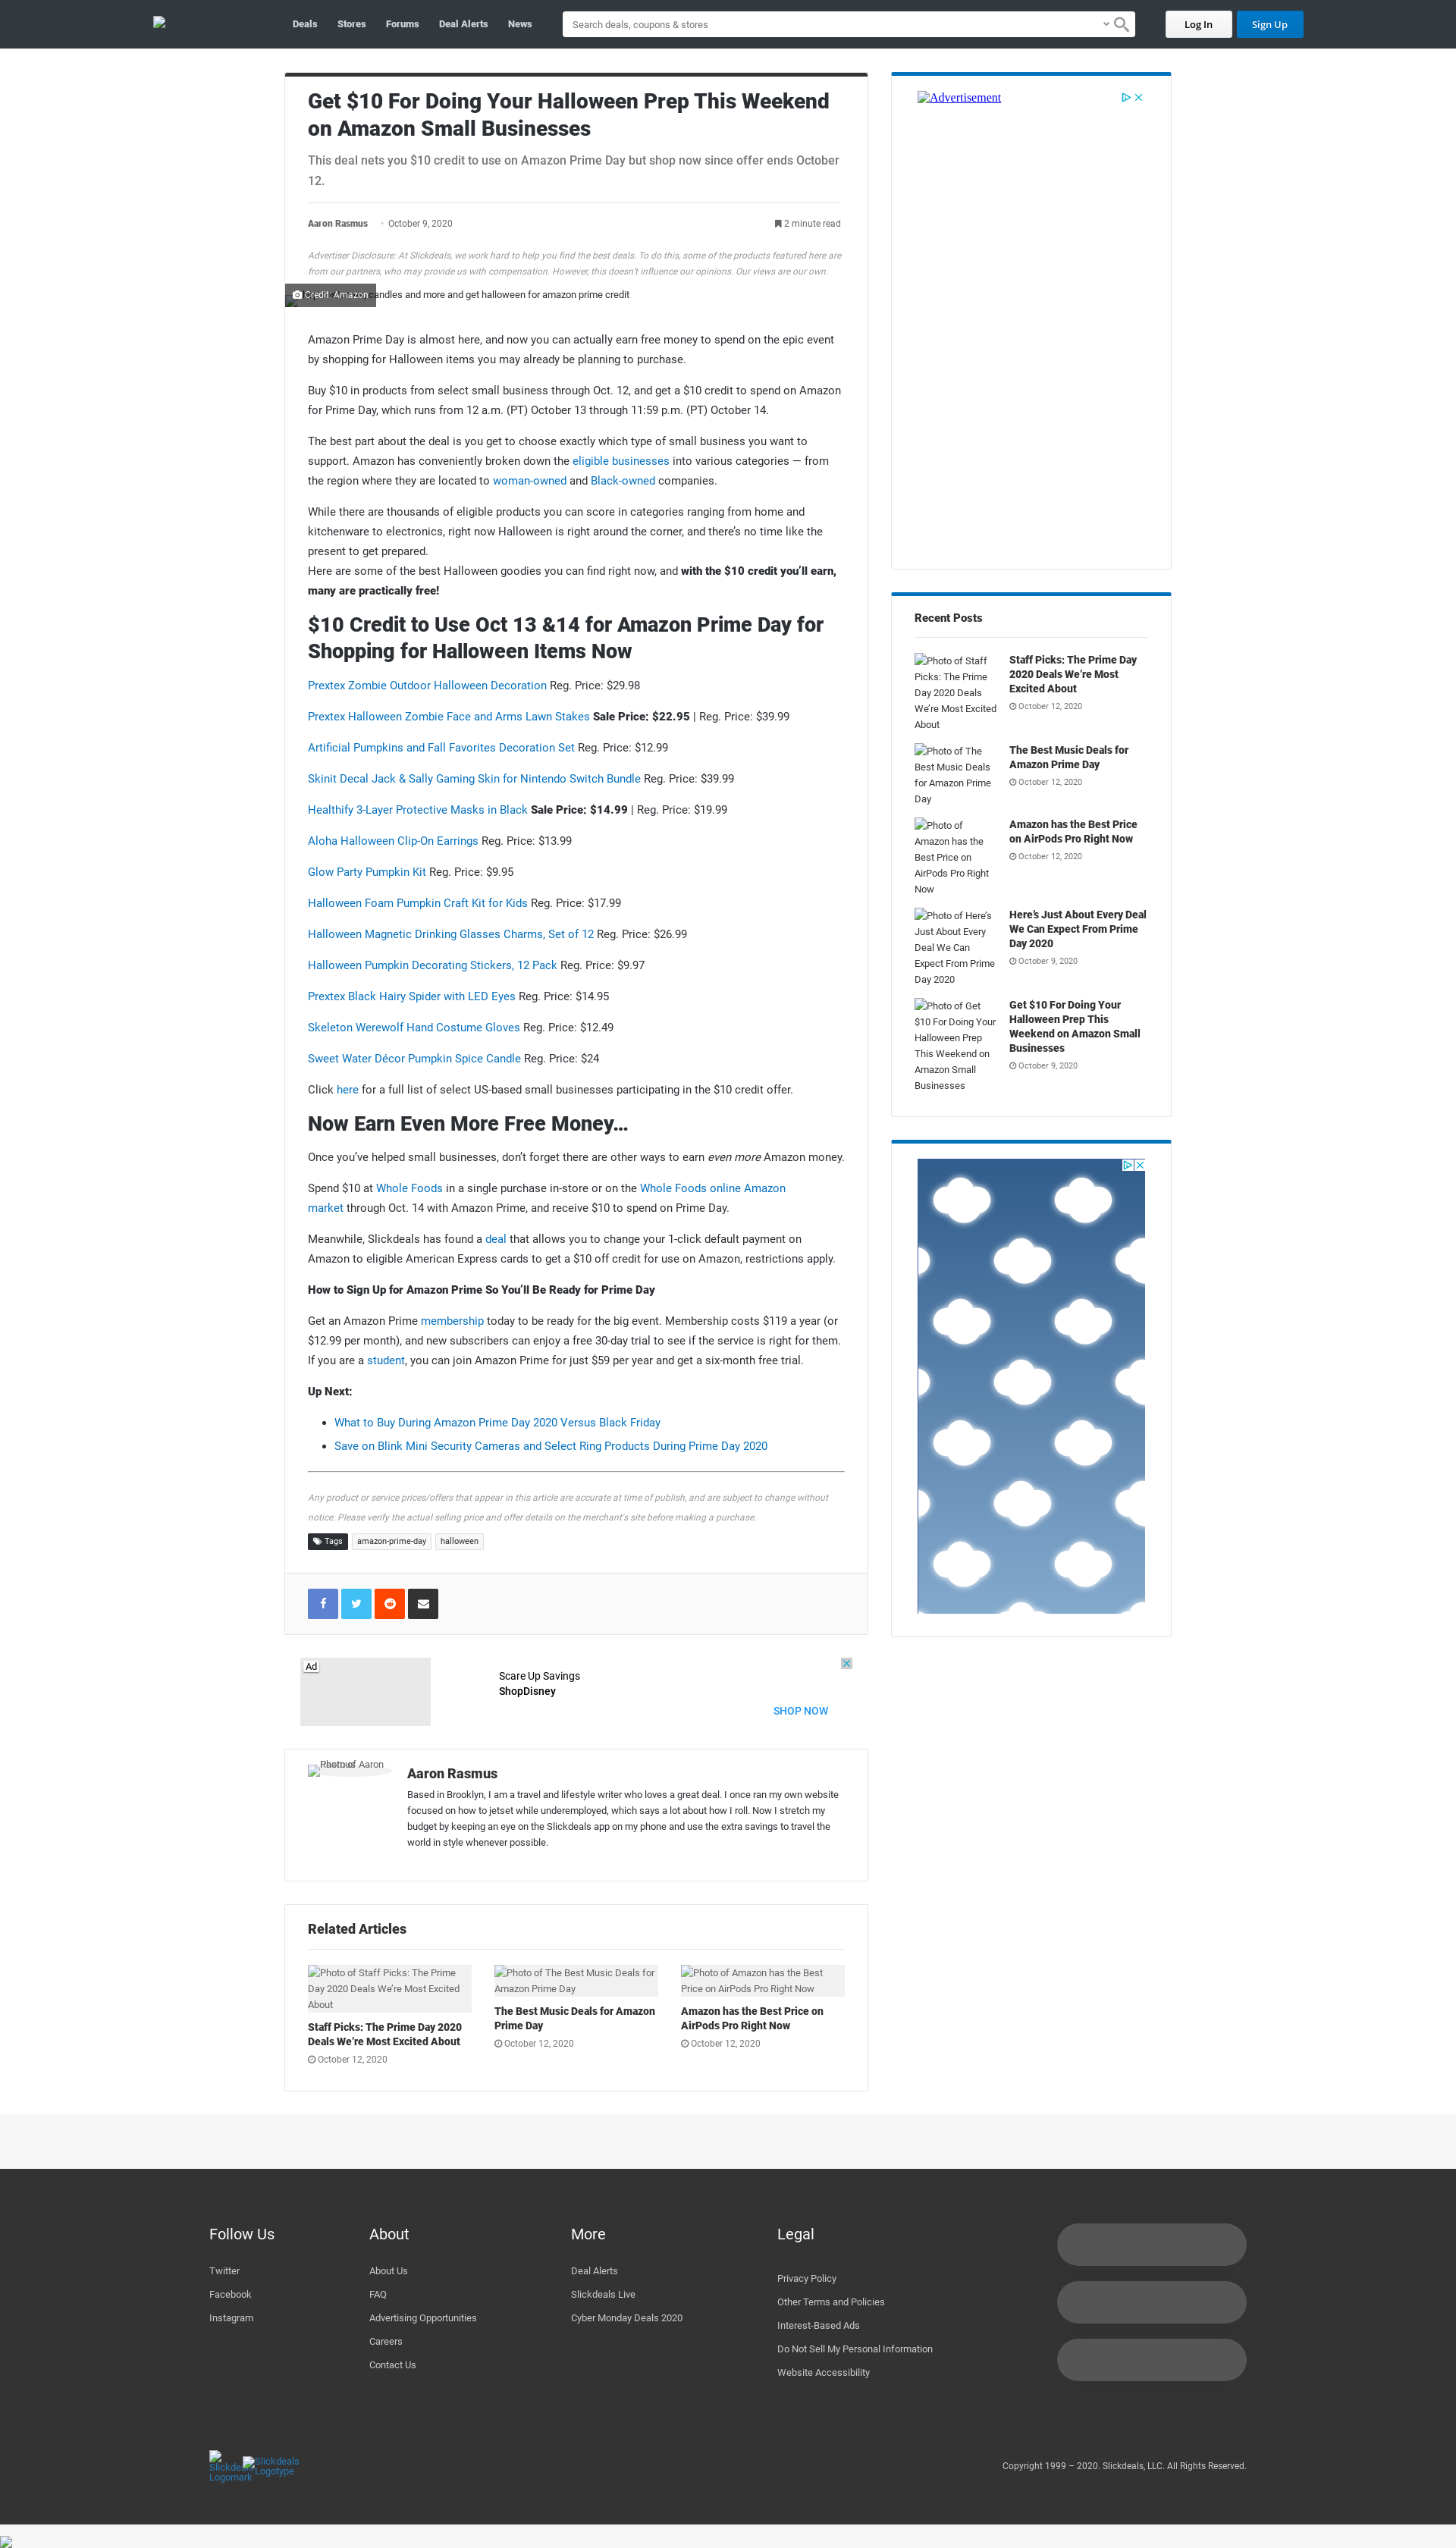 Deals Stores Forums Deal Alerts News
Search deals, coupons & stores
Log In Sign Up
Get $10 For Doing Your Halloween Prep This Weekend
on Amazon Small Businesses
This deal nets you $10 credit to use on Amazon Prime Day but shop now since offer ends October
12.
Aaron Rasmus · October 9, 2020
2 minute read
Advertiser Disclosure: At Slickdeals, we work hard to help you find the best deals. To do this, some of the products featured here are
from our partners, who may provide us with compensation. However, this doesn't influence our opinions. Our views are our own.
Credit: Amazon
candles and more and get halloween for amazon prime credit
Amazon Prime Day is almost here, and now you can actually earn free money to spend on the epic event
by shopping for Halloween items you may already be planning to purchase.
Buy $10 in products from select small business through Oct. 12, and get a $10 credit to spend on Amazon
for Prime Day, which runs from 12 a.m. (PT) October 13 through 11:59 p.m. (PT) October 14.
The best part about the deal is you get to choose exactly which type of small business you want to
support. Amazon has conveniently broken down the eligible businesses into various categories — from
the region where they are located to woman-owned and Black-owned companies.
While there are thousands of eligible products you can score in categories ranging from home and
kitchenware to electronics, right now Halloween is right around the corner, and there's no time like the
present to get prepared.
Here are some of the best Halloween goodies you can find right now, and with the $10 credit you'll earn,
many are practically free!
$10 Credit to Use Oct 13 &14 for Amazon Prime Day for
Shopping for Halloween Items Now
Prextex Zombie Outdoor Halloween Decoration Reg. Price: $29.98
Prextex Halloween Zombie Face and Arms Lawn Stakes Sale Price: $22.95 | Reg. Price: $39.99
Artificial Pumpkins and Fall Favorites Decoration Set Reg. Price: $12.99
Skinit Decal Jack & Sally Gaming Skin for Nintendo Switch Bundle Reg. Price: $39.99
Healthify 3-Layer Protective Masks in Black Sale Price: $14.99 | Reg. Price: $19.99
Aloha Halloween Clip-On Earrings Reg. Price: $13.99
Glow Party Pumpkin Kit Reg. Price: $9.95
Halloween Foam Pumpkin Craft Kit for Kids Reg. Price: $17.99
Halloween Magnetic Drinking Glasses Charms, Set of 12 Reg. Price: $26.99
Halloween Pumpkin Decorating Stickers, 12 Pack Reg. Price: $9.97
Prextex Black Hairy Spider with LED Eyes Reg. Price: $14.95
Skeleton Werewolf Hand Costume Gloves Reg. Price: $12.49
Sweet Water Décor Pumpkin Spice Candle Reg. Price: $24
Click here for a full list of select US-based small businesses participating in the $10 credit offer.
Now Earn Even More Free Money...
Once you've helped small businesses, don't forget there are other ways to earn even more Amazon money.
Spend $10 at Whole Foods in a single purchase in-store or on the Whole Foods online Amazon
market through Oct. 14 with Amazon Prime, and receive $10 to spend on Prime Day.
Meanwhile, Slickdeals has found a deal that allows you to change your 1-click default payment on
Amazon to eligible American Express cards to get a $10 off credit for use on Amazon, restrictions apply.
How to Sign Up for Amazon Prime So You'll Be Ready for Prime Day
Get an Amazon Prime membership today to be ready for the big event. Membership costs $119 a year (or
$12.99 per month), and new subscribers can enjoy a free 30-day trial to see if the service is right for them.
If you are a student, you can join Amazon Prime for just $59 per year and get a six-month free trial.
Up Next:
• What to Buy During Amazon Prime Day 2020 Versus Black Friday
• Save on Blink Mini Security Cameras and Select Ring Products During Prime Day 2020
Any product or service prices/offers that appear in this article are accurate at time of publish, and are subject to change without
notice. Please verify the actual selling price and offer details on the merchant's site before making a purchase.
Tags amazon-prime-day halloween
Ad
Scare Up Savings
ShopDisney
SHOP NOW
Photo of Aaron
Rasmus
Aaron Rasmus
Based in Brooklyn, I am a travel and lifestyle writer who loves a great deal. I once ran my own website
focused on how to jetset while underemployed, which says a lot about how I roll. Now I stretch my
budget by keeping an eye on the Slickdeals app on my phone and use the extra savings to travel the
world in style whenever possible.
Related Articles
Photo of Staff Picks: The Prime
Day 2020 Deals We're Most Excited
About
Staff Picks: The Prime Day 2020
Deals We're Most Excited About
October 12, 2020
Photo of The Best Music Deals for
Amazon Prime Day
The Best Music Deals for Amazon
Prime Day
October 12, 2020
Photo of Amazon has the Best
Price on AirPods Pro Right Now
Amazon has the Best Price on
AirPods Pro Right Now
October 12, 2020
Advertisement
Recent Posts
Photo of Staff
Picks: The Prime
Day 2020 Deals
We're Most Excited
About
Staff Picks: The Prime Day
2020 Deals We're Most
Excited About
October 12, 2020
Photo of The
Best Music Deals
for Amazon Prime
Day
The Best Music Deals for
Amazon Prime Day
October 12, 2020
Photo of
Amazon has the
Best Price on
AirPods Pro Right
Now
Amazon has the Best Price
on AirPods Pro Right Now
October 12, 2020
Photo of Here's
Just About Every
Deal We Can
Expect From Prime
Day 2020
Here's Just About Every Deal
We Can Expect From Prime
Day 2020
October 9, 2020
Photo of Get
$10 For Doing Your
Halloween Prep
This Weekend on
Amazon Small
Businesses
Get $10 For Doing Your
Halloween Prep This
Weekend on Amazon Small
Businesses
October 9, 2020
Follow Us
Twitter
Facebook
Instagram
About
About Us
FAQ
Advertising Opportunities
Careers
Contact Us
More
Deal Alerts
Slickdeals Live
Cyber Monday Deals 2020
Legal
Privacy Policy
Other Terms and Policies
Interest-Based Ads
Do Not Sell My Personal Information
Website Accessibility
Slickdeals
Logomark
Slickdeals
Logotype
Copyright 1999 – 2020. Slickdeals, LLC. All Rights Reserved.